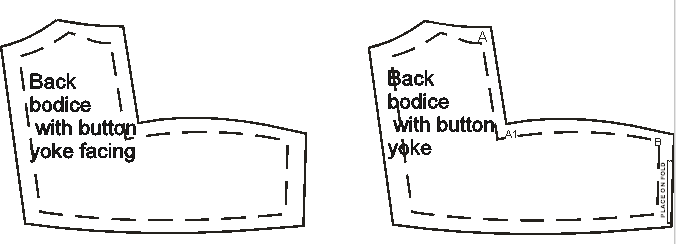 Back
bodice
with button
yoke facing
A
Back
bodice
with button
yoke
A1
B
PLACE ON FOLD